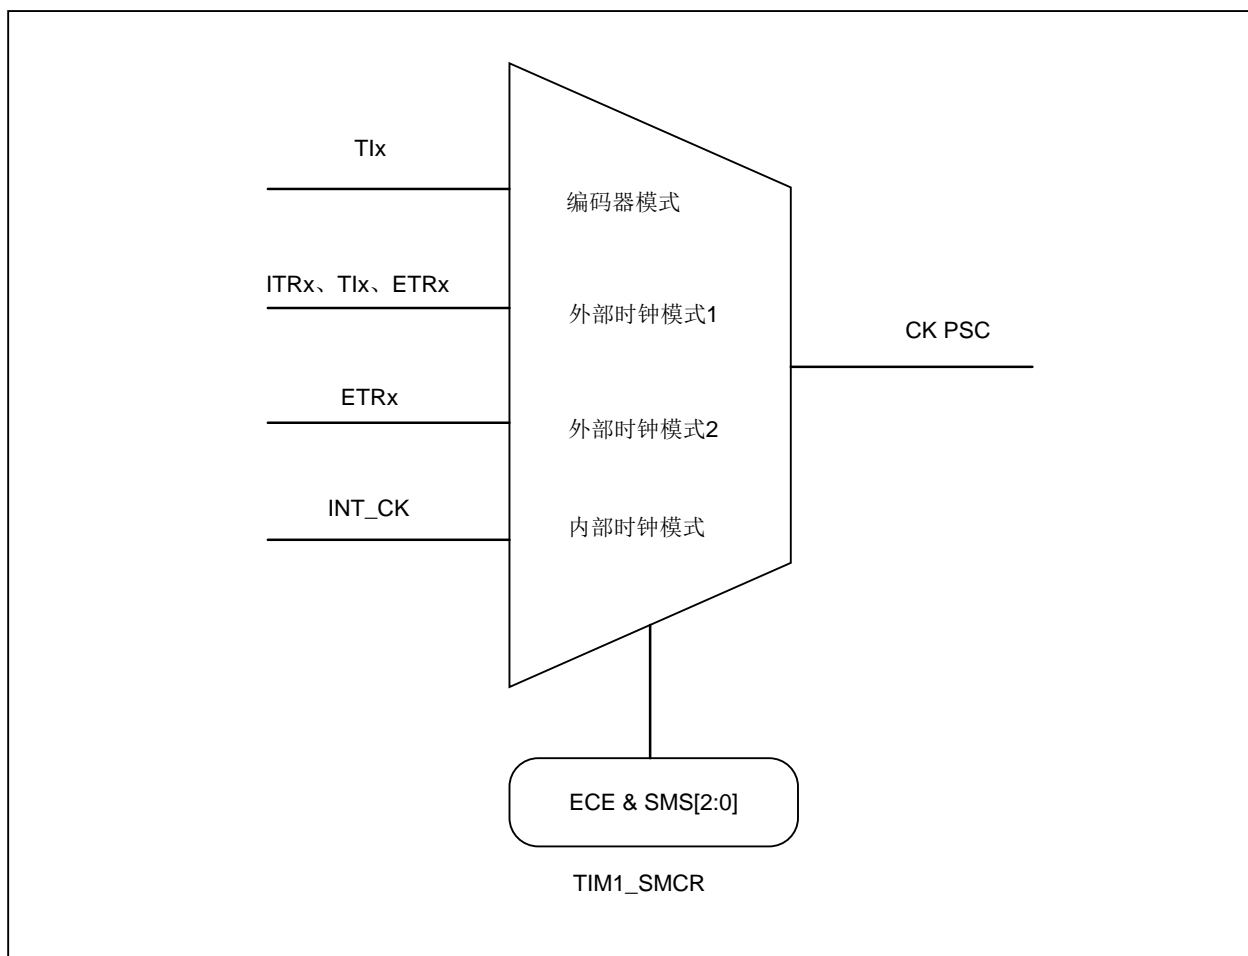 TIx
编码器模式
ITRx、TIx、ETRx
外部时钟模式1
CK PSC
ETRx
外部时钟模式2
INT_CK
内部时钟模式
ECE & SMS[2:0]
TIM1_SMCR